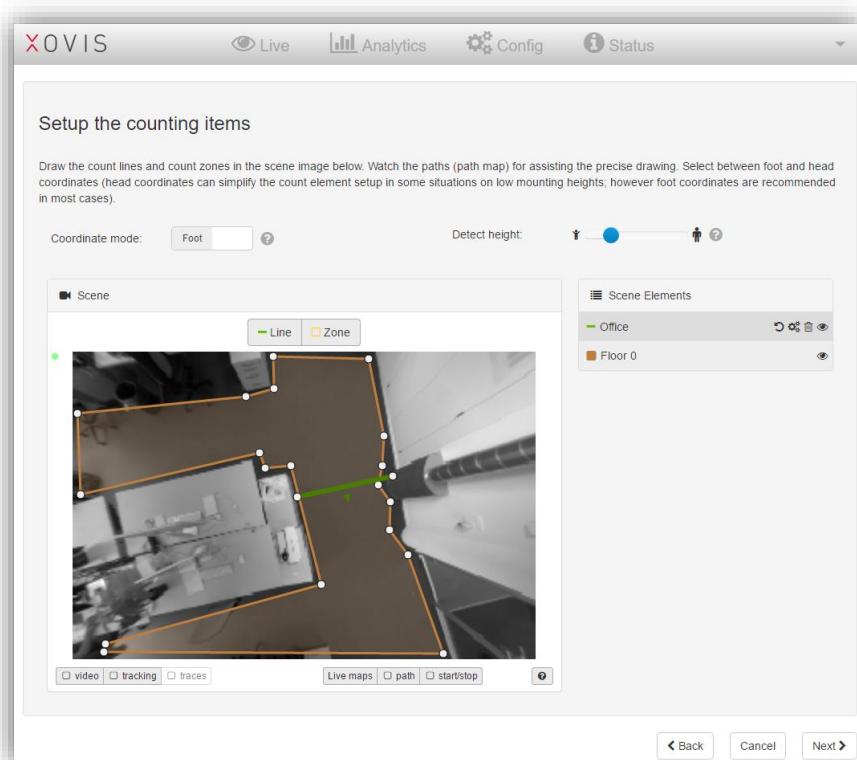 XOVIS Live Analytics Config Status
Setup the counting items
Draw the count lines and count zones in the scene image below. Watch the paths (path map) for assisting the precise drawing. Select between foot and head
coordinates (head coordinates can simplify the count element setup in some situations on low mounting heights; however foot coordinates are recommended
in most cases).
Coordinate mode: Foot Detect height:
Scene
Scene Elements
Line Zone
Office
Floor 0
video tracking traces Live maps path start/stop
Back Cancel Next